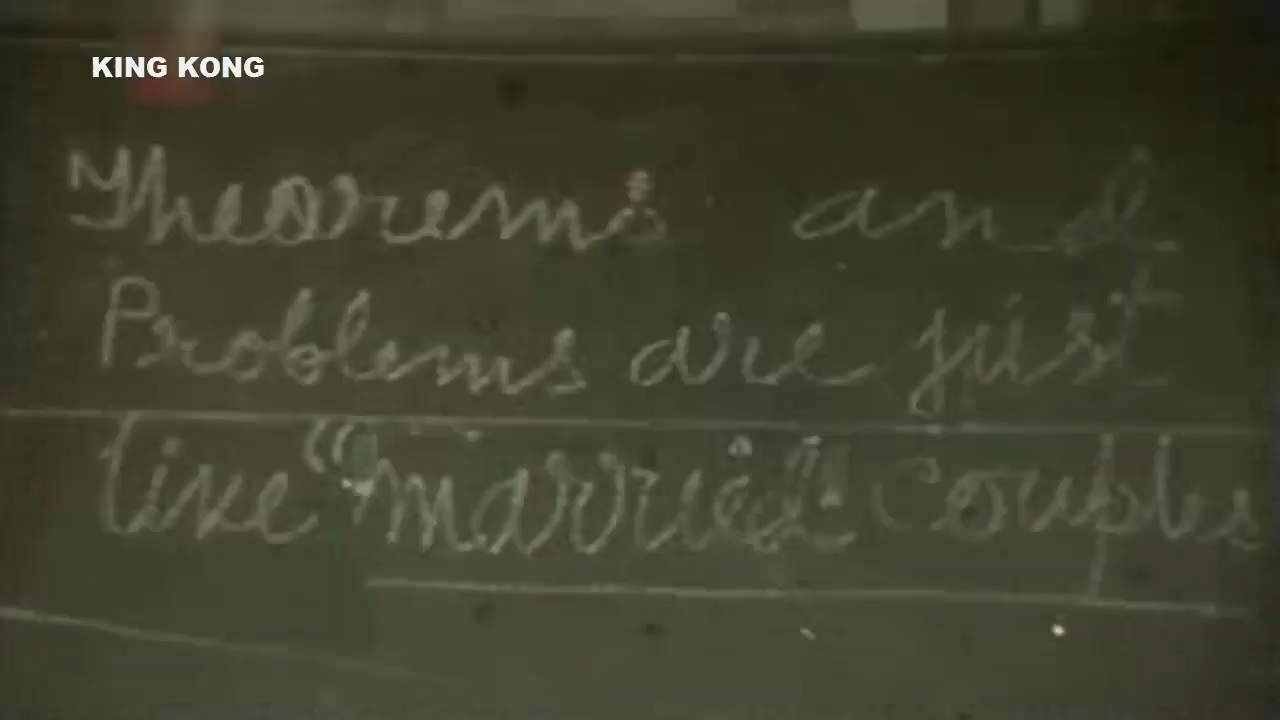 KING KONG
Theorems and
Problems are just
like "married" couples